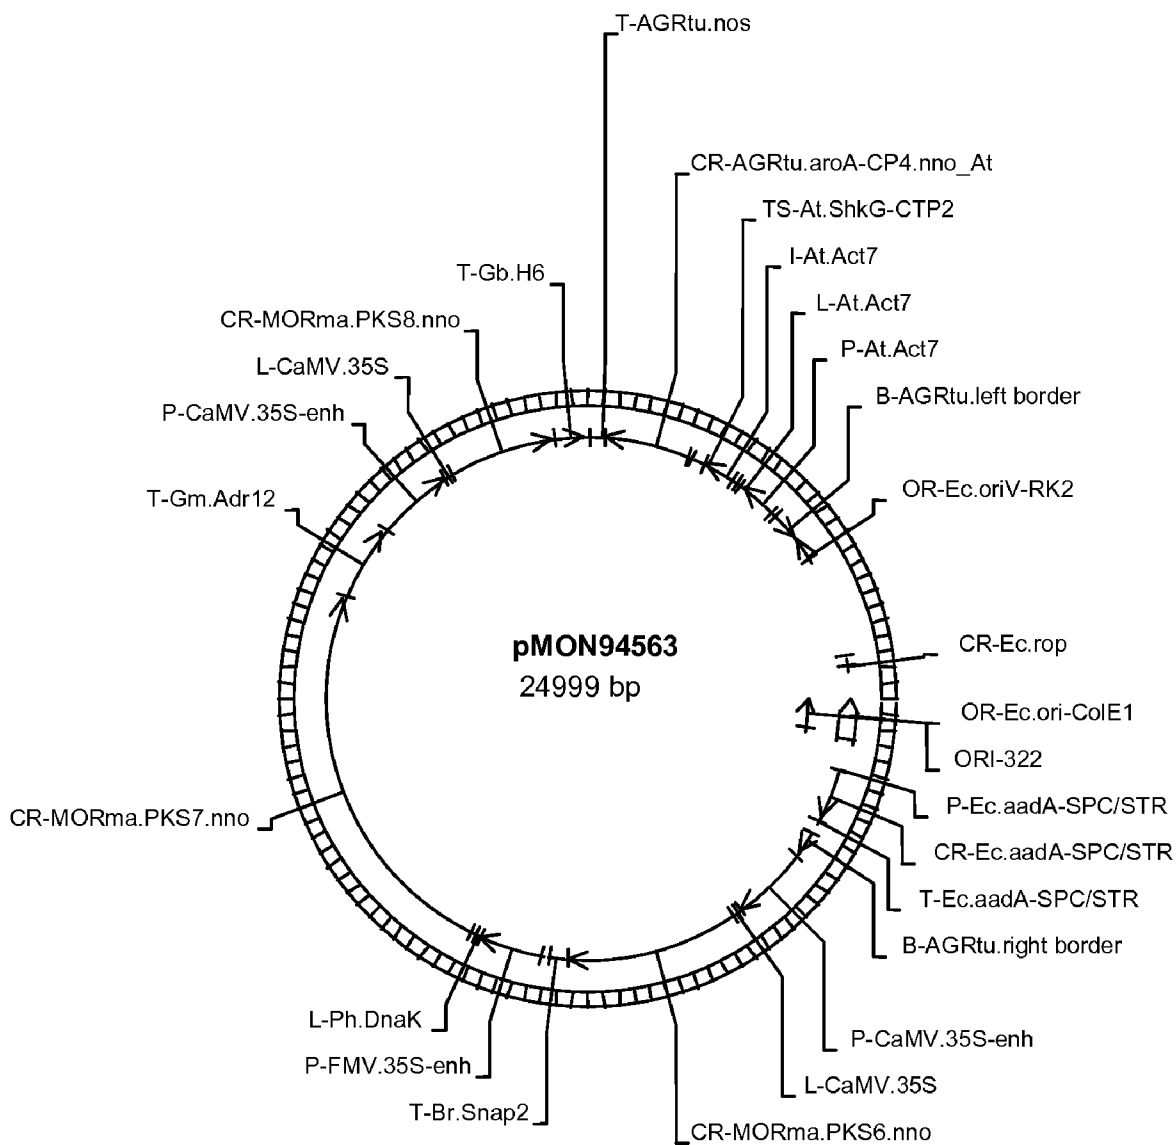 T-AGRtu.nos
CR-AGRtu.aroA-CP4.nno_At
TS-At.ShkG-CTP2
I-At.Act7
T-Gb.H6
L-At.Act7
CR-MORma.PKS8.nno
P-At.Act7
L-CaMV.35S
B-AGRtu.left border
P-CaMV.35S-enh
OR-Ec.oriV-RK2
T-Gm.Adr12
pMON94563
24999 bp
CR-Ec.rop
OR-Ec.ori-ColE1
ORI-322
P-Ec.aadA-SPC/STR
CR-MORma.PKS7.nno
CR-Ec.aadA-SPC/STR
T-Ec.aadA-SPC/STR
B-AGRtu.right border
L-Ph.DnaK
P-CaMV.35S-enh
P-FMV.35S-enh
L-CaMV.35S
T-Br.Snap2
CR-MORma.PKS6.nno